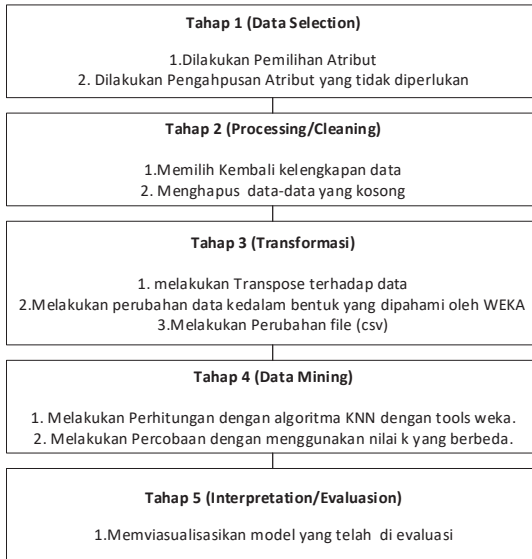 Tahap 1 (Data Selection)
1.Dilakukan Pemilihan Atribut
2. Dilakukan Pengahpusan Atribut yang tidak diperlukan
Tahap 2 (Processing/Cleaning)
1.Memilih Kembali kelengkapan data
2. Menghapus data-data yang kosong
Tahap 3 (Transformasi)
1. melakukan Transpose terhadap data
2.Melakukan perubahan data kedalam bentuk yang dipahami oleh WEKA
3.Melakukan Perubahan file (csv)
Tahap 4 (Data Mining)
1. Melakukan Perhitungan dengan algoritma KNN dengan tools weka.
2. Melakukan Percobaan dengan menggunakan nilai k yang berbeda.
Tahap 5 (Interpretation/Evaluasion)
1.Memviasualisasikan model yang telah di evaluasi